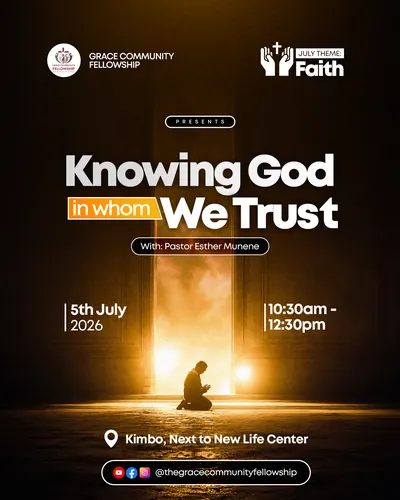 GRACE COMMUNITY
FELLOWSHIP
JULY THEME:
Faith
PRESENTS
Knowing God
in whom We Trust
With: Pastor Esther Munene
5th July
2026
10:30am -
12:30pm
Kimbo, Next to New Life Center
@thegracecommunityfellowship